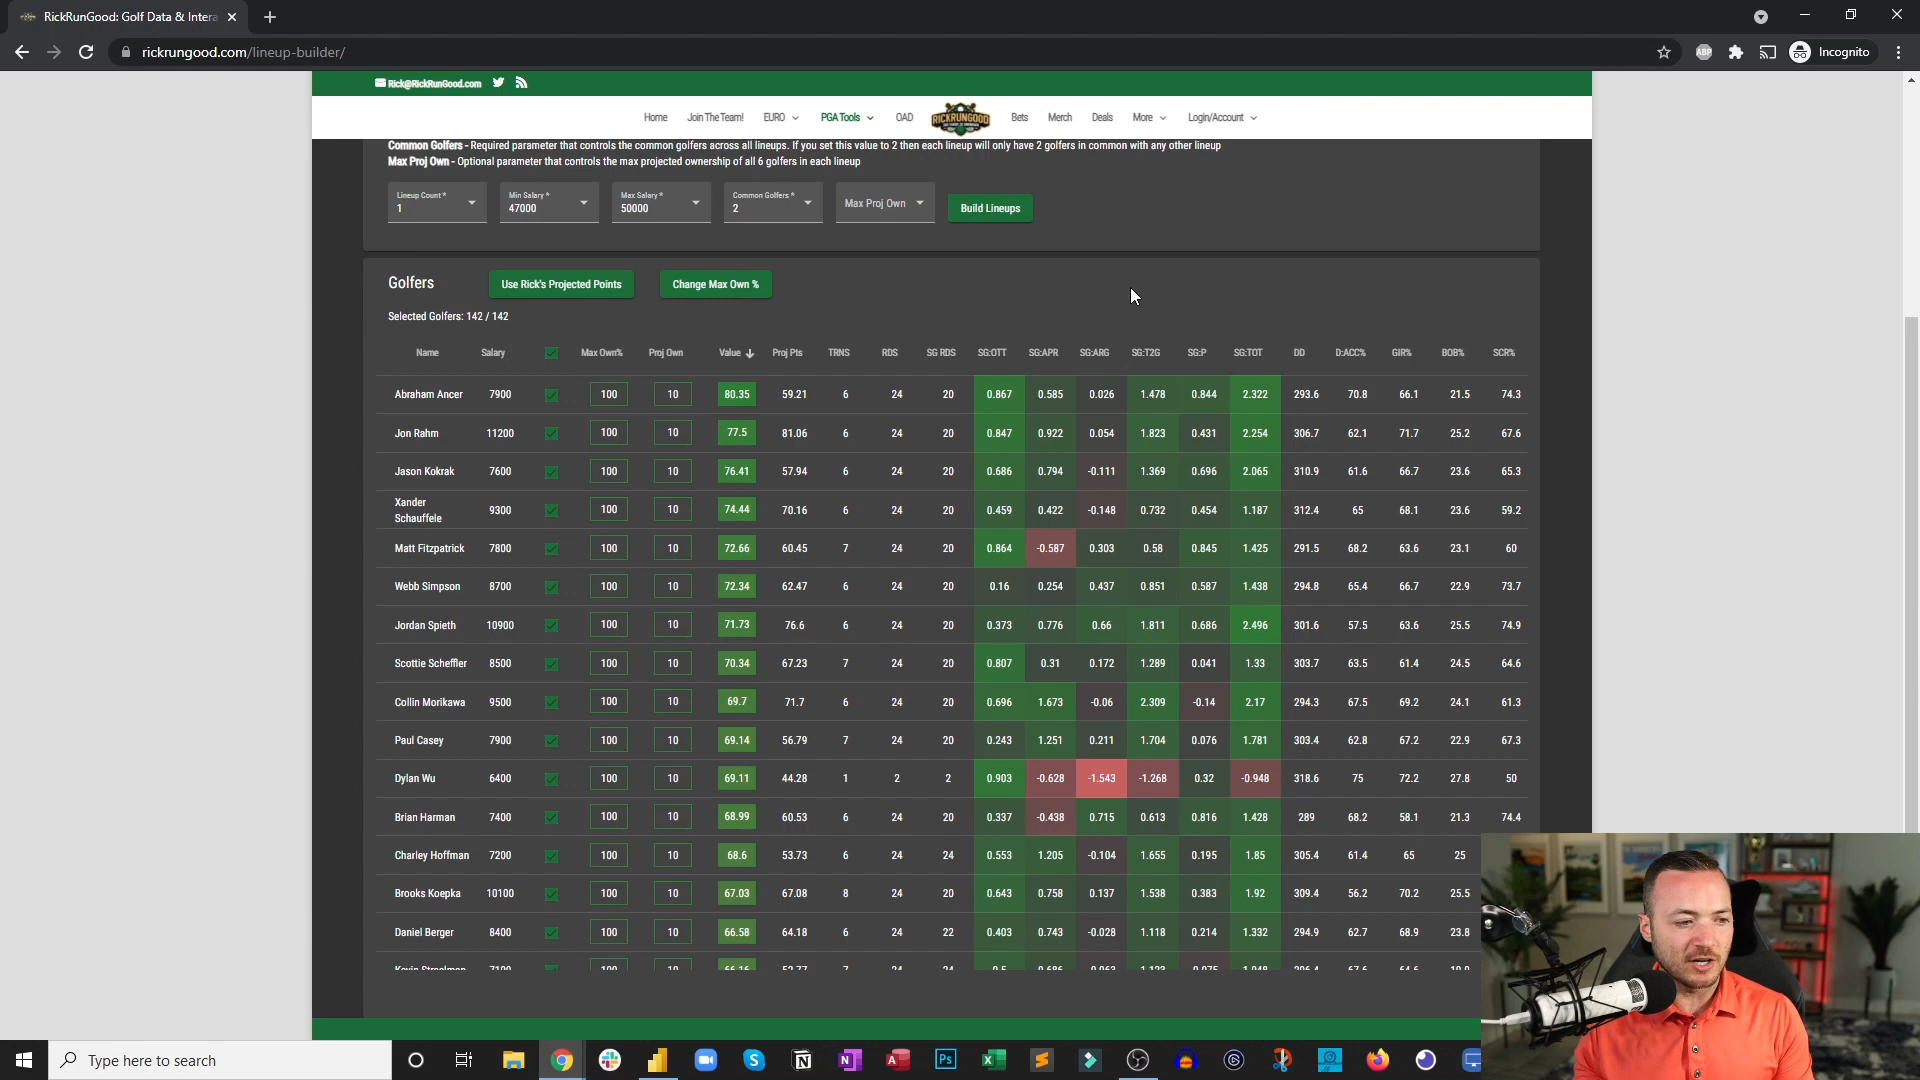 RickRunGood: Golf Data & Intera
rickrungood.com/lineup-builder/
ABP
Incognito
Rick@RickRunGood.com
Home Join The Team! EURO PGA Tools OAD RICKRUNGOOD Bets Merch Deals More Login/Account
Common Golfers - Required parameter that controls the common golfers across all lineups. If you set this value to 2 then each lineup will only have 2 golfers in common with any other lineup
Max Proj Own - Optional parameter that controls the max projected ownership of all 6 golfers in each lineup
Lineup Count * Min Salary * Max Salary * Common Golfers * Max Proj Own Build Lineups
1 47000 50000 2
Golfers Use Rick's Projected Points Change Max Own %
Selected Golfers: 142 / 142
Name Salary Max Own% Proj Own Value Proj Pts TRNS RDS SG RDS SG:OTT SG:APR SG:ARG SG:T2G SG:P SG:TOT DD D:ACC% GIR% BOB% SCR%
Abraham Ancer 7900 100 10 80.35 59.21 6 24 20 0.867 0.585 0.026 1.478 0.844 2.322 293.6 70.8 66.1 21.5 74.3
Jon Rahm 11200 100 10 77.5 81.06 6 24 20 0.847 0.922 0.054 1.823 0.431 2.254 306.7 62.1 71.7 25.2 67.6
Jason Kokrak 7600 100 10 76.41 57.94 6 24 20 0.686 0.794 -0.111 1.369 0.696 2.065 310.9 61.6 66.7 23.6 65.3
Xander Schauffele 9300 100 10 74.44 70.16 6 24 20 0.459 0.422 -0.148 0.732 0.454 1.187 312.4 65 68.1 23.6 59.2
Matt Fitzpatrick 7800 100 10 72.66 60.45 7 24 20 0.864 -0.587 0.303 0.58 0.845 1.425 291.5 68.2 63.6 23.1 60
Webb Simpson 8700 100 10 72.34 62.47 6 24 20 0.16 0.254 0.437 0.851 0.587 1.438 294.8 65.4 66.7 22.9 73.7
Jordan Spieth 10900 100 10 71.73 76.6 6 24 20 0.373 0.776 0.66 1.811 0.686 2.496 301.6 57.5 63.6 25.5 74.9
Scottie Scheffler 8500 100 10 70.34 67.23 7 24 20 0.807 0.31 0.172 1.289 0.041 1.33 303.7 63.5 61.4 24.5 64.6
Collin Morikawa 9500 100 10 69.7 71.7 6 24 20 0.696 1.673 -0.06 2.309 -0.14 2.17 294.3 67.5 69.2 24.1 61.3
Paul Casey 7900 100 10 69.14 56.79 7 24 20 0.243 1.251 0.211 1.704 0.076 1.781 303.4 62.8 67.2 22.9 67.3
Dylan Wu 6400 100 10 69.11 44.28 1 2 2 0.903 -0.628 -1.543 -1.268 0.32 -0.948 318.6 75 72.2 27.8 50
Brian Harman 7400 100 10 68.99 60.53 6 24 20 0.337 -0.438 0.715 0.613 0.816 1.428 289 68.2 58.1 21.3 74.4
Charley Hoffman 7200 100 10 68.6 53.73 6 24 24 0.553 1.205 -0.104 1.655 0.195 1.85 305.4 61.4 65 25
Brooks Koepka 10100 100 10 67.03 67.08 8 24 20 0.643 0.758 0.137 1.538 0.383 1.92 309.4 56.2 70.2 25.5
Daniel Berger 8400 100 10 66.58 64.18 6 24 22 0.403 0.743 -0.028 1.118 0.214 1.332 294.9 62.7 68.9 23.8
Type here to search